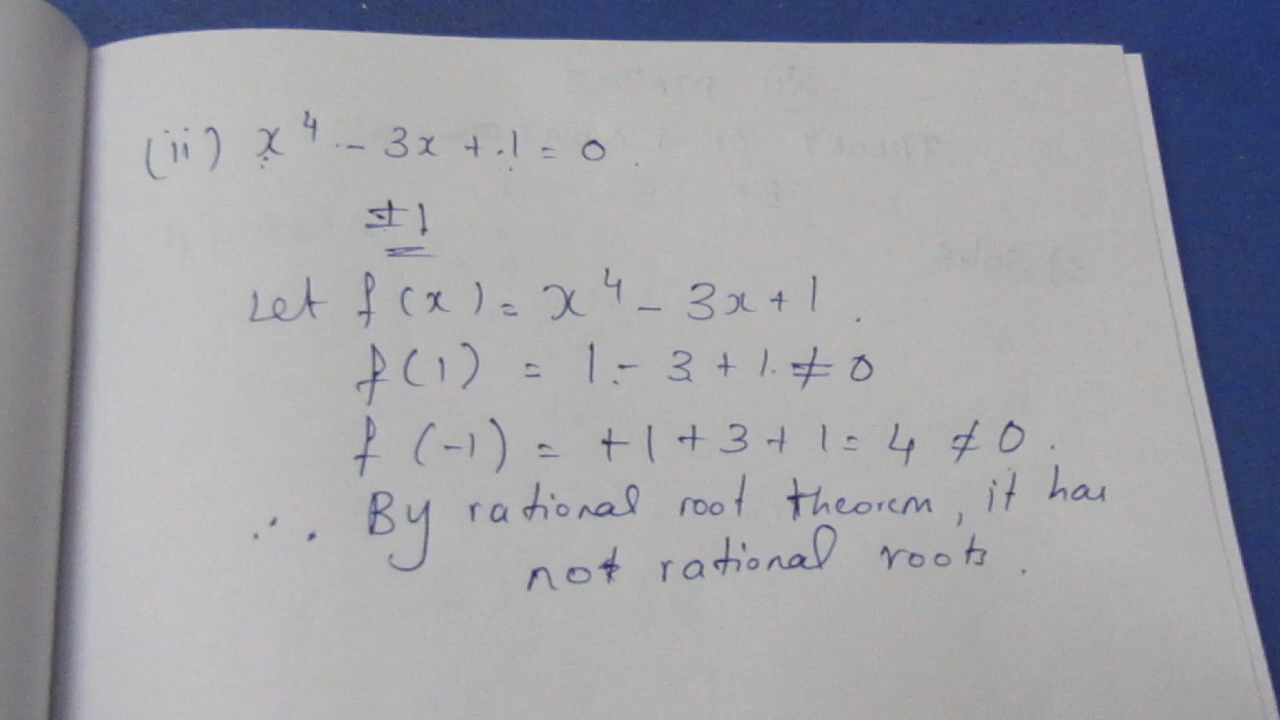 (ii) x⁴ - 3x + 1 = 0.
±1
Let f(x) = x⁴ - 3x + 1.
f(1) = 1 - 3 + 1 ≠ 0
f(-1) = +1 + 3 + 1 = 4 ≠ 0.
∴ By rational root theorem, it has
not rational roots.